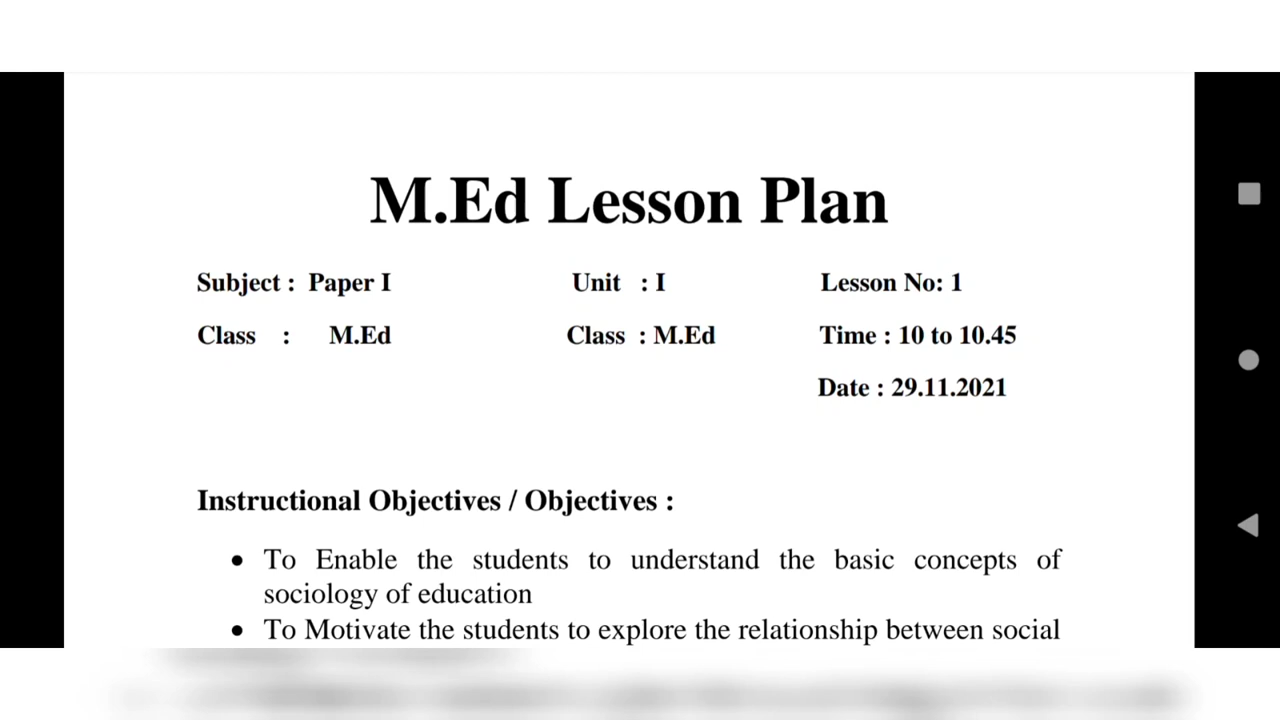 M.Ed Lesson Plan
Subject : Paper I Unit : I Lesson No: 1
Class : M.Ed Class : M.Ed Time : 10 to 10.45
Date : 29.11.2021
Instructional Objectives / Objectives :
• To Enable the students to understand the basic concepts of
sociology of education
• To Motivate the students to explore the relationship between social